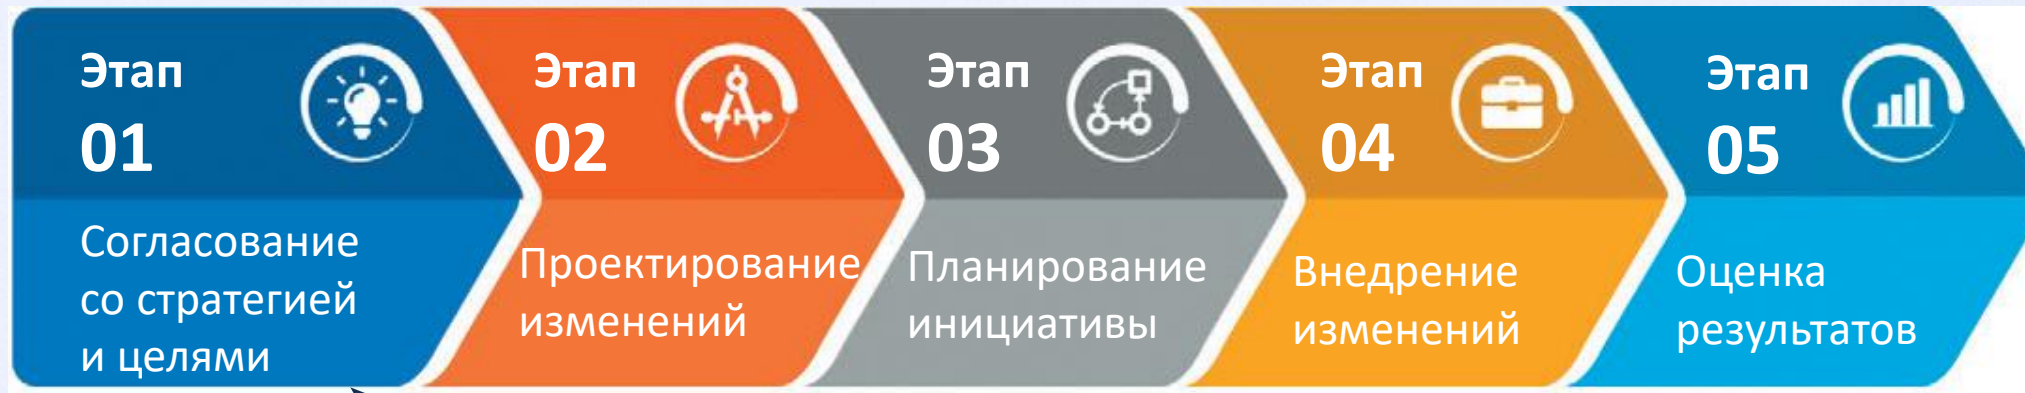 Этап
01
Согласование
со стратегией
и целями
Этап
02
Проектирование
изменений
Этап
03
Планирование
инициативы
Этап
04
Внедрение
изменений
Этап
05
Оценка
результатов